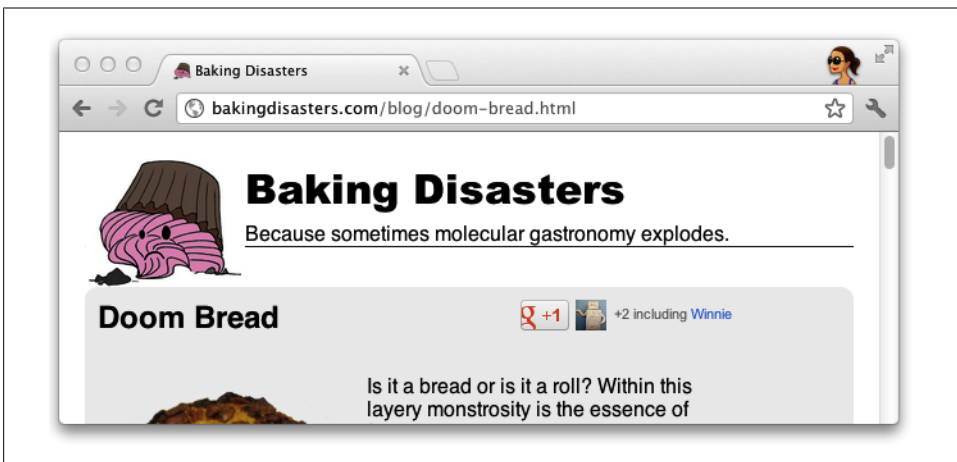 Baking Disasters
bakingdisasters.com/blog/doom-bread.html
Baking Disasters
Because sometimes molecular gastronomy explodes.
Doom Bread
g +1
+2 including Winnie
Is it a bread or is it a roll? Within this
layery monstrosity is the essence of